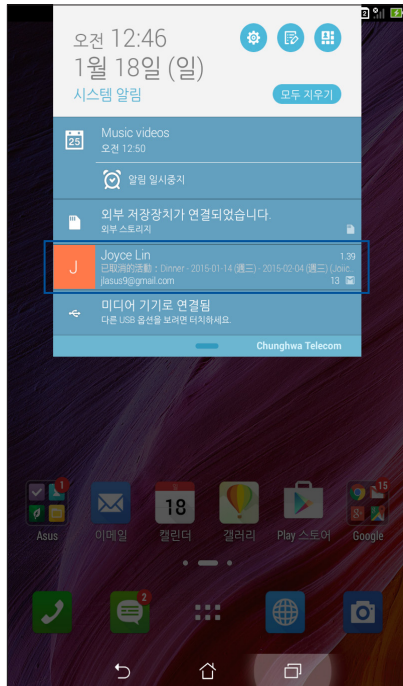 오전 12:46
1월 18일 (일)
시스템 알림
모두 지우기
25
Music videos
오전 12:50
알림 일시중지
외부 저장장치가 연결되었습니다.
외부 스토리지
J
Joyce Lin
1.39
已取消的活動：Dinner - 2015-01-14 (週三) - 2015-02-04 (週三) (Jolic..
jlasus9@gmail.com
13
미디어 기기로 연결됨
다른 USB 옵션을 보려면 터치하세요.
Chunghwa Telecom
1
18
15
Asus
이메일
캘린더
갤러리
Play 스토어
Google
2